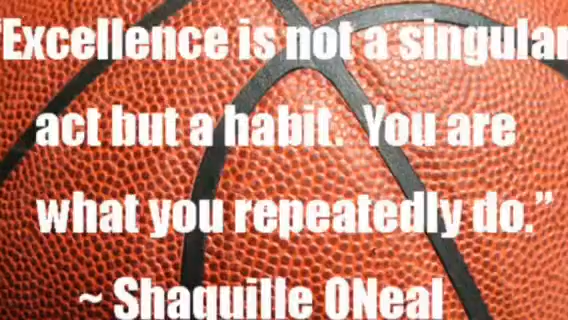 “Excellence is not a singular
act but a habit. You are
what you repeatedly do.”
~ Shaquille ONeal